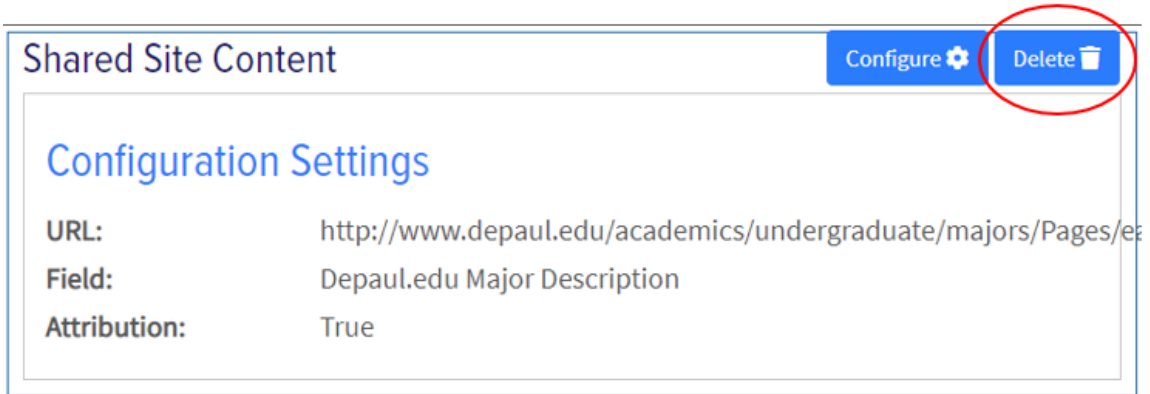 Shared Site Content
Configure Delete
Configuration Settings
URL: http://www.depaul.edu/academics/undergraduate/majors/Pages/ea
Field: Depaul.edu Major Description
Attribution: True